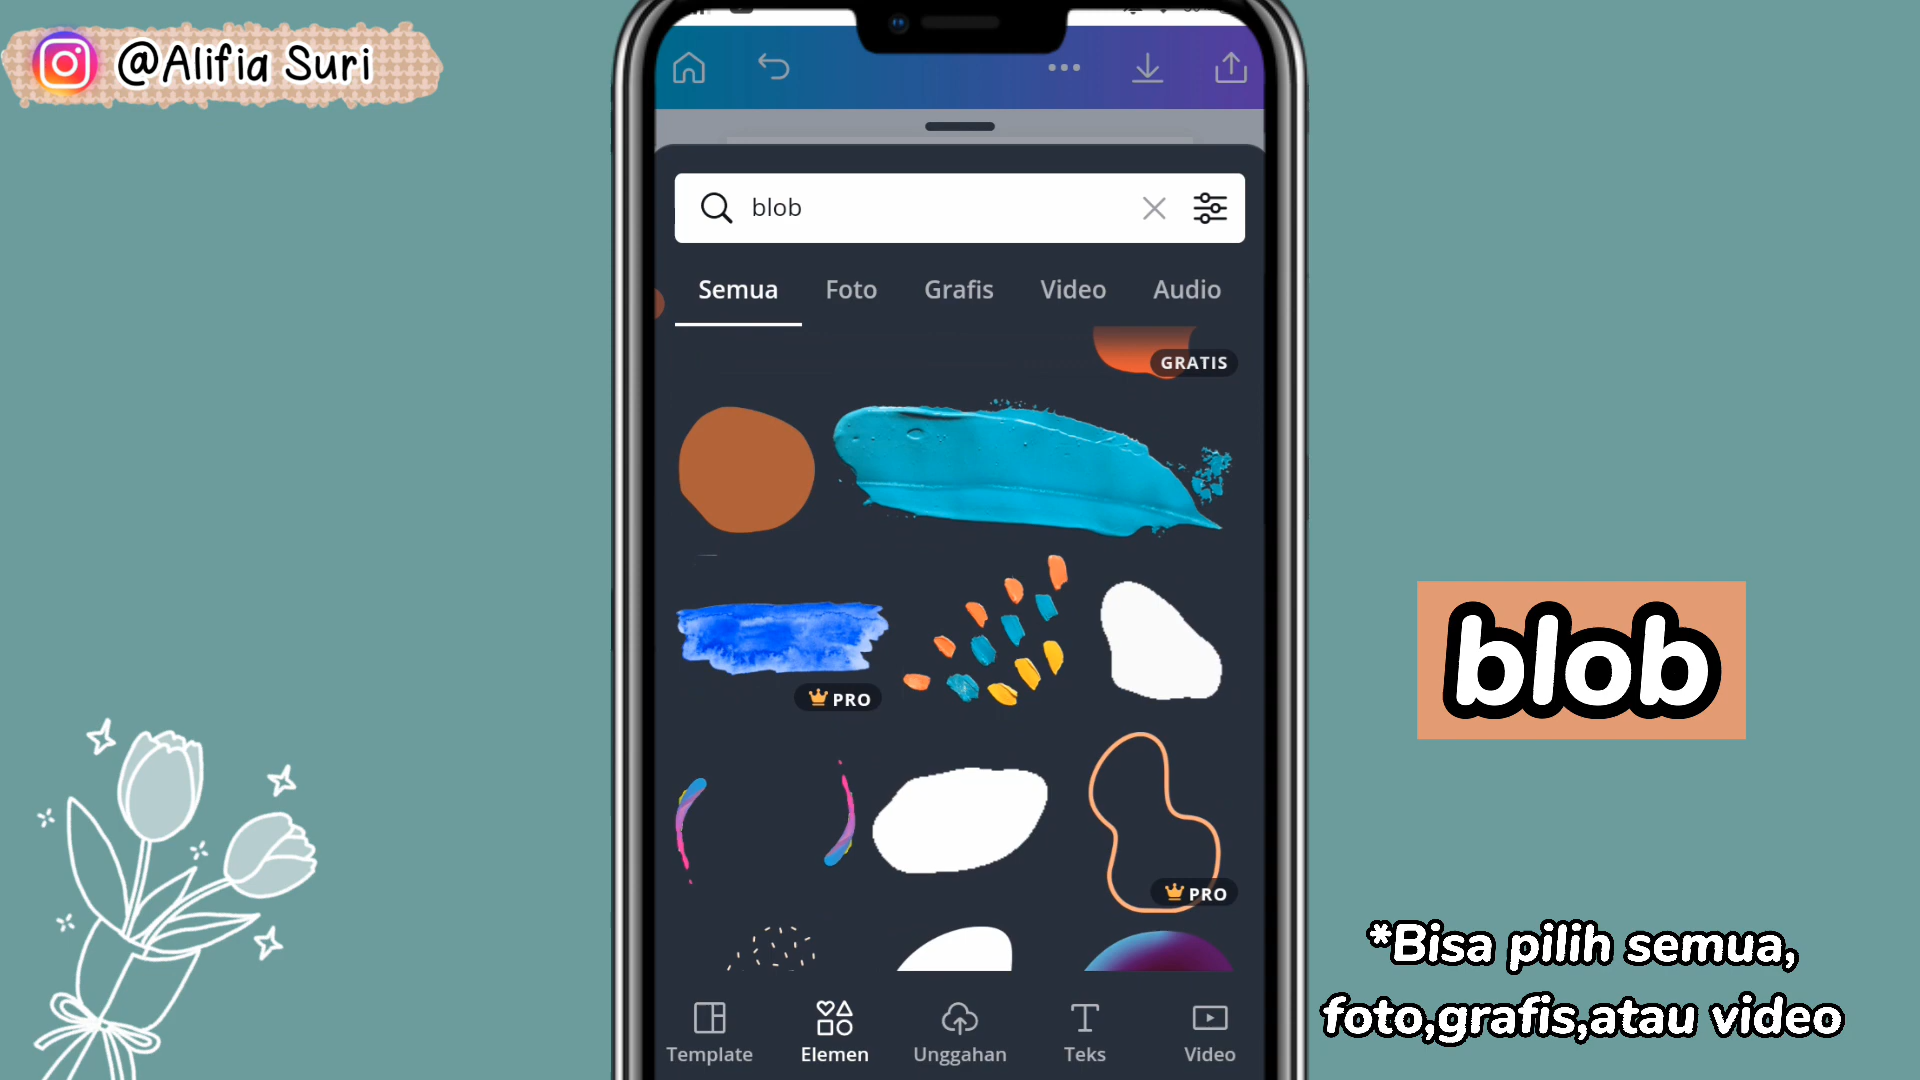 @Alifia Suri
blob
Semua Foto Grafis Video Audio
GRATIS
PRO
PRO
blob
*Bisa pilih semua,
foto,grafis,atau video
Template Elemen Unggahan Teks Video